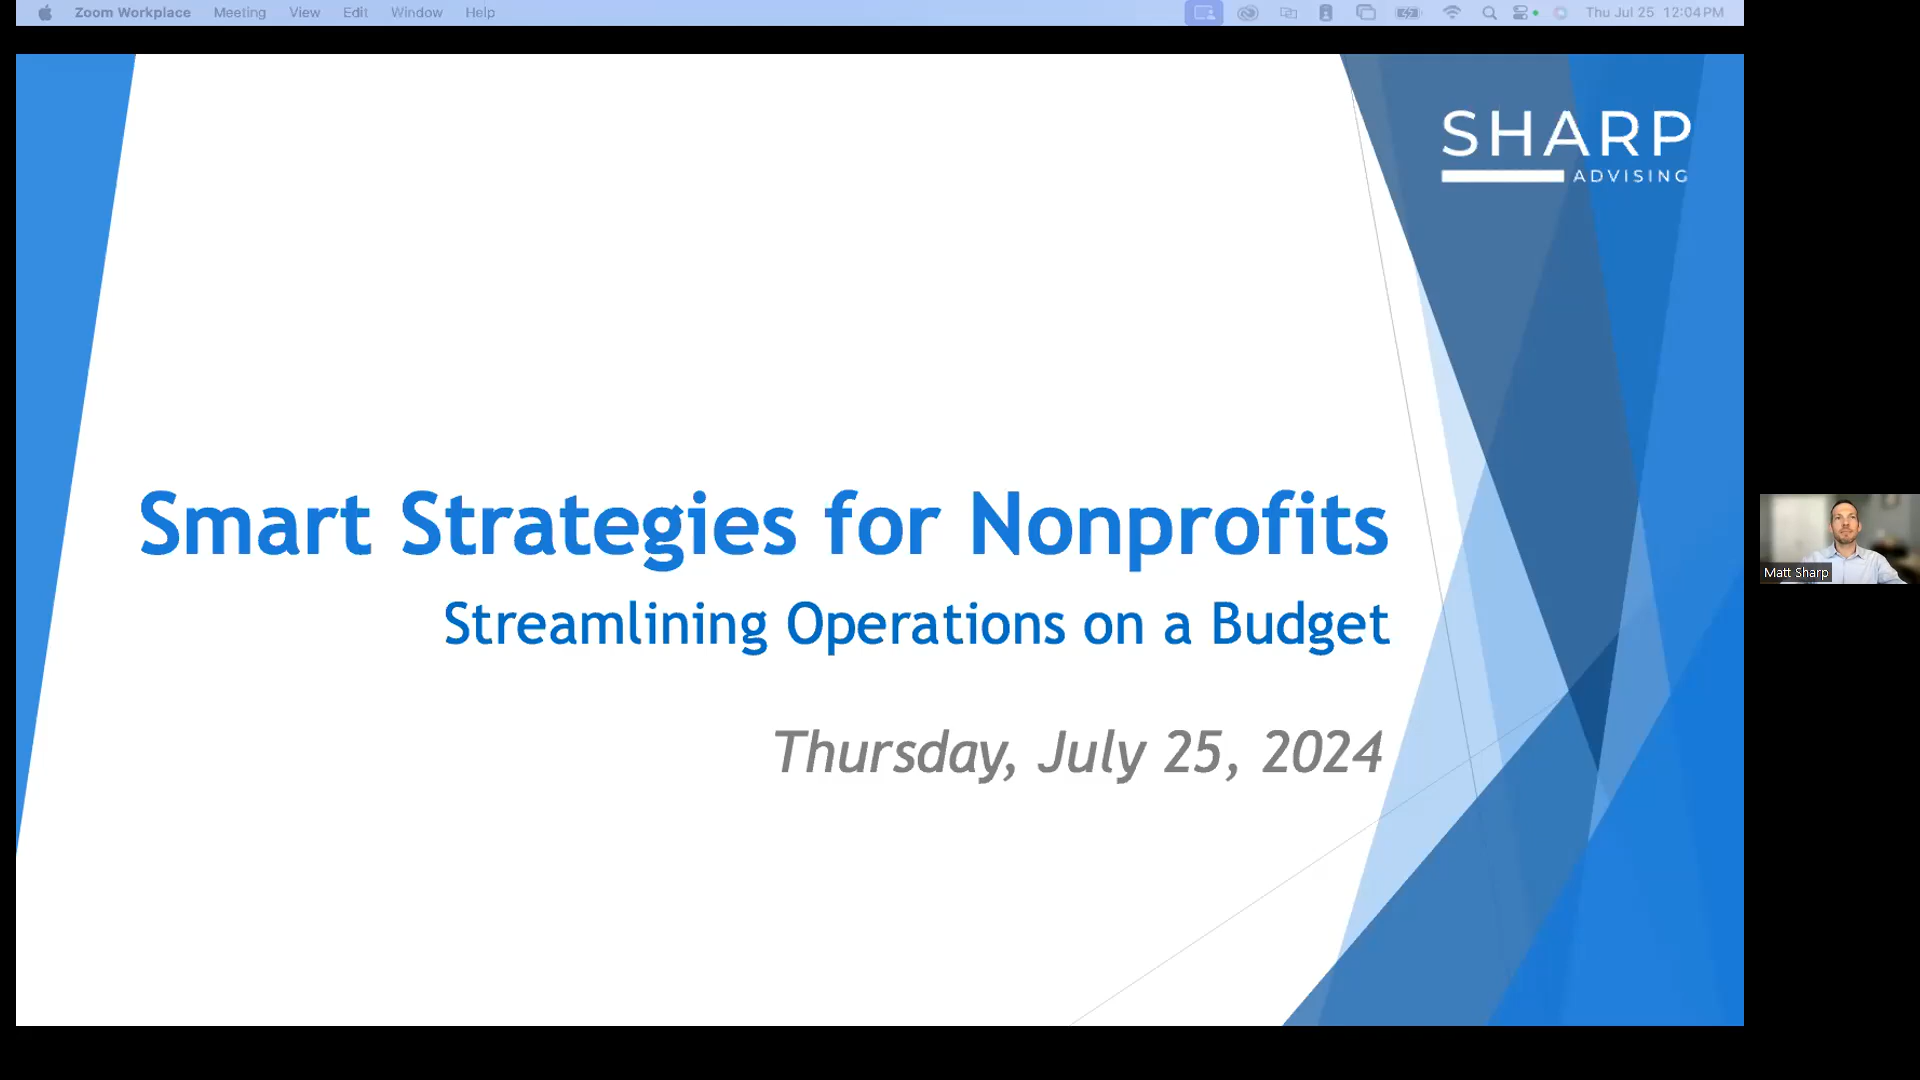 Zoom Workplace Meeting View Edit Window Help Thu Jul 25 12:04 PM
SHARP
ADVISING
Smart Strategies for Nonprofits
Streamlining Operations on a Budget
Thursday, July 25, 2024
Matt Sharp